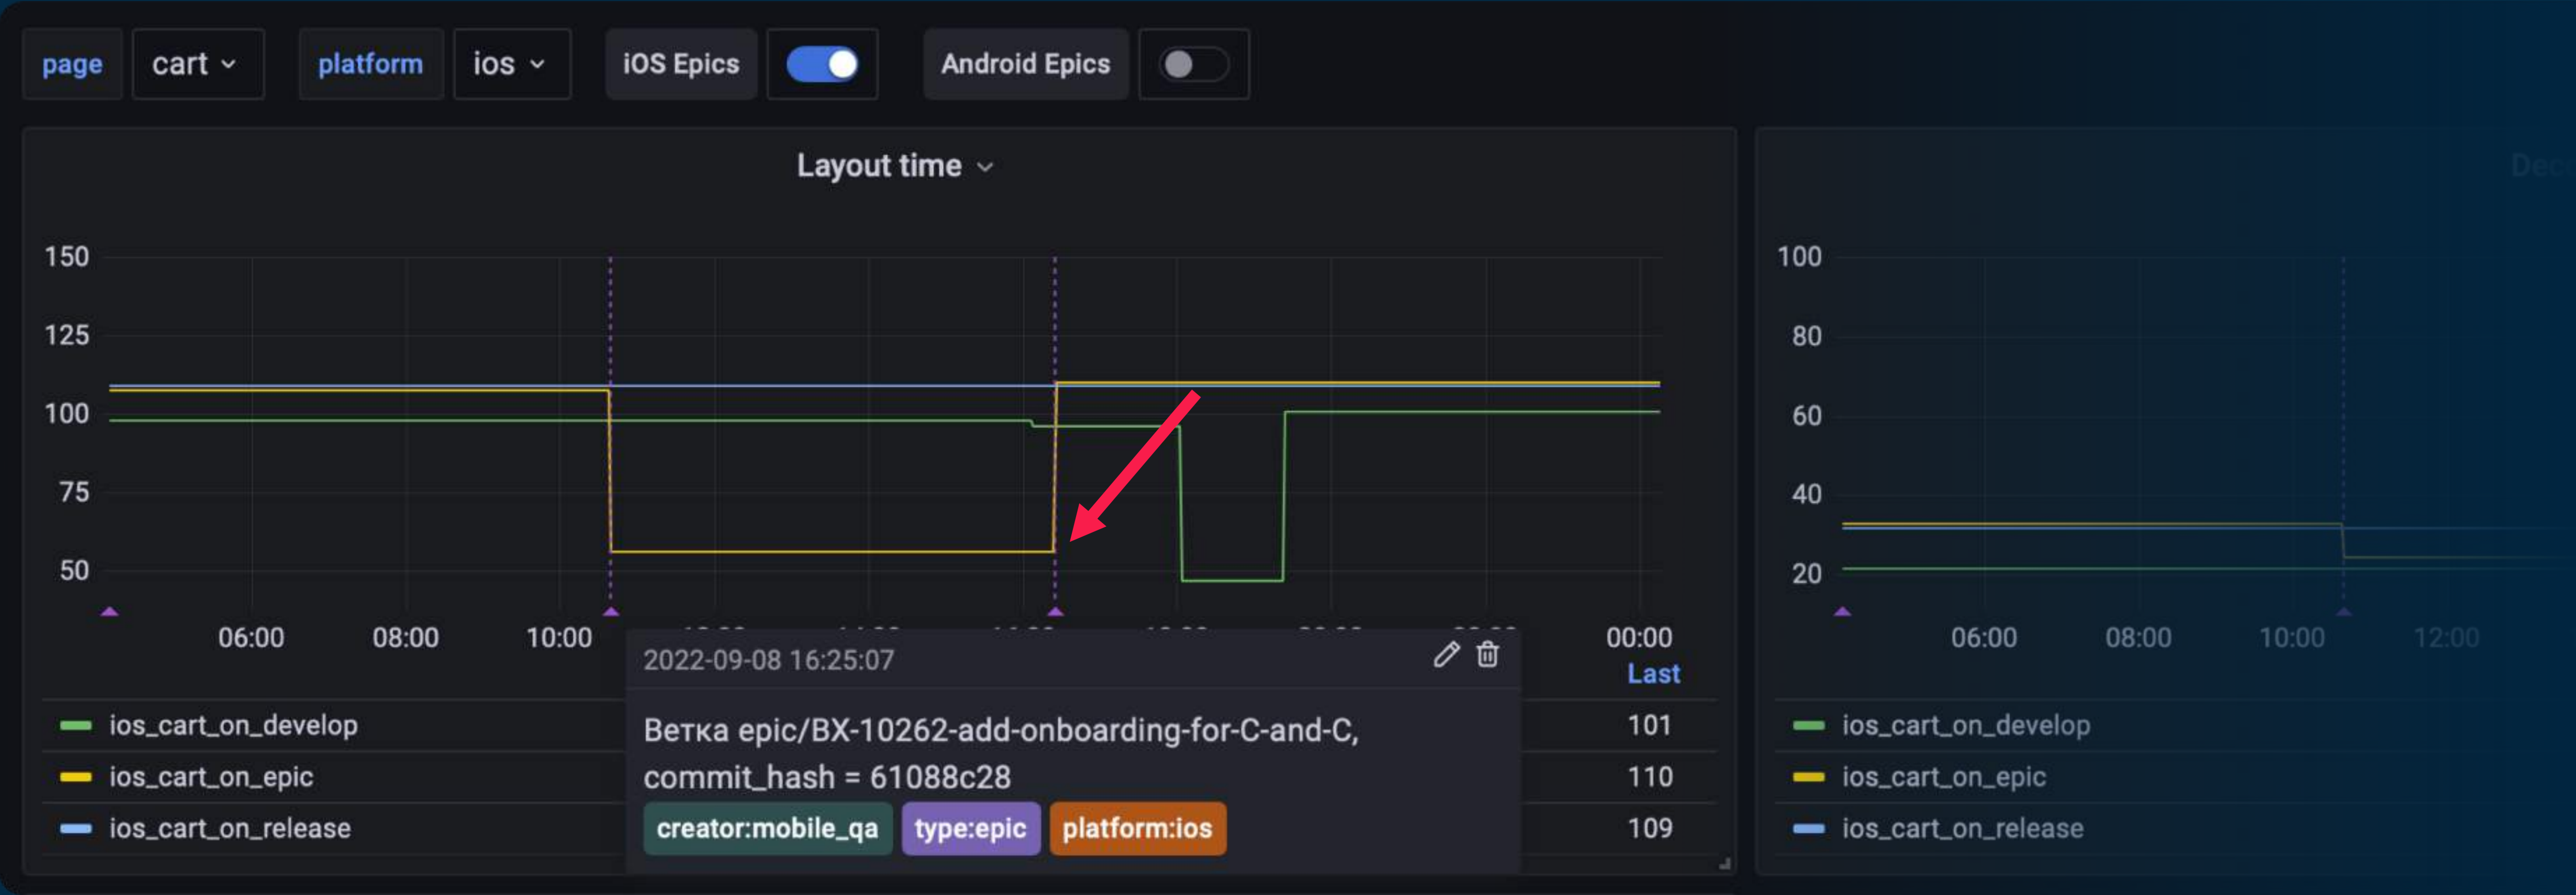 page cart platform ios iOS Epics Android Epics
Layout time
150
125
100
75
50
06:00 08:00 10:00 00:00
Last
ios_cart_on_develop 101
ios_cart_on_epic 110
ios_cart_on_release 109
2022-09-08 16:25:07
Ветка epic/BX-10262-add-onboarding-for-C-and-C,
commit_hash = 61088c28
creator:mobile_qa type:epic platform:ios
100
80
60
40
20
06:00 08:00 10:00 12:00
ios_cart_on_develop
ios_cart_on_epic
ios_cart_on_release